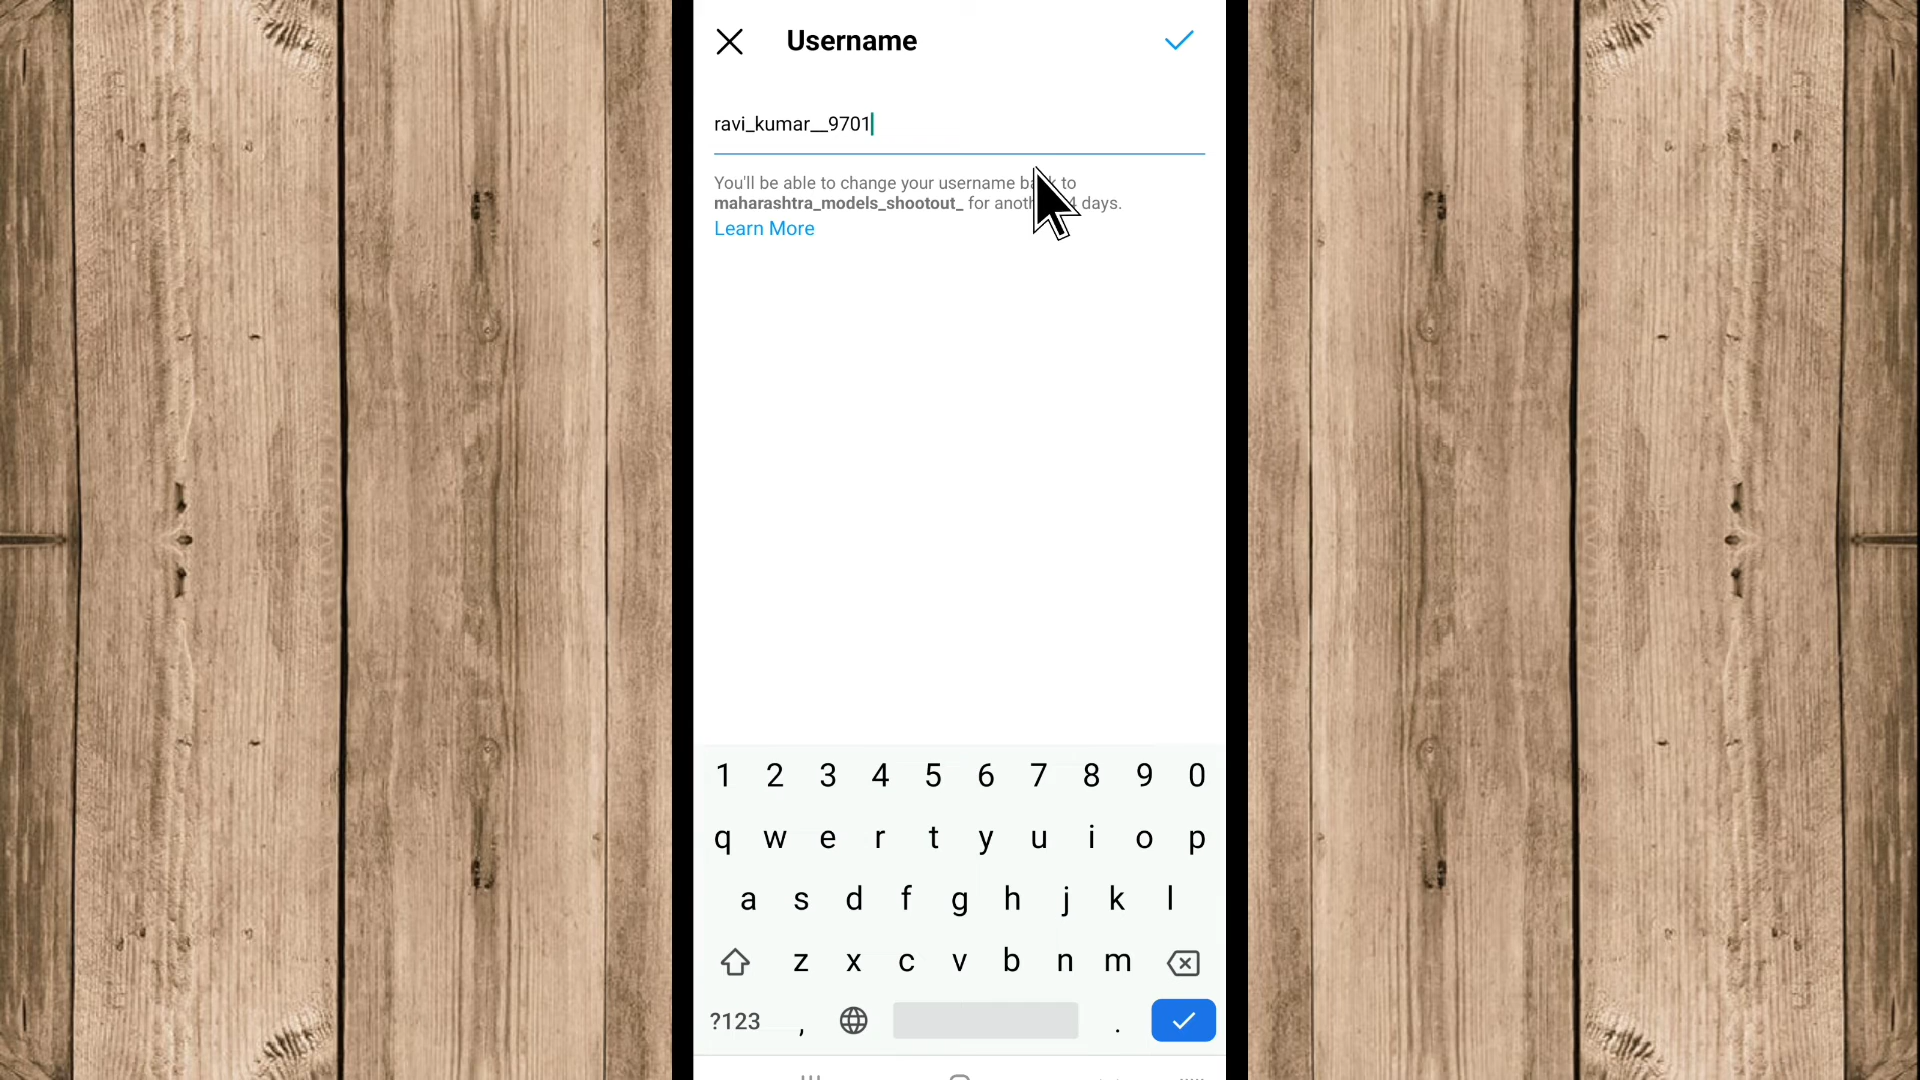 Username
ravi_kumar__9701
You'll be able to change your username to
maharashtra_models_shootout_ for days.
Learn More
1 2 3 4 5 6 7 8 9 0
q w e r t y u i o p
a s d f g h j k l
z x c v b n m
?123 , .